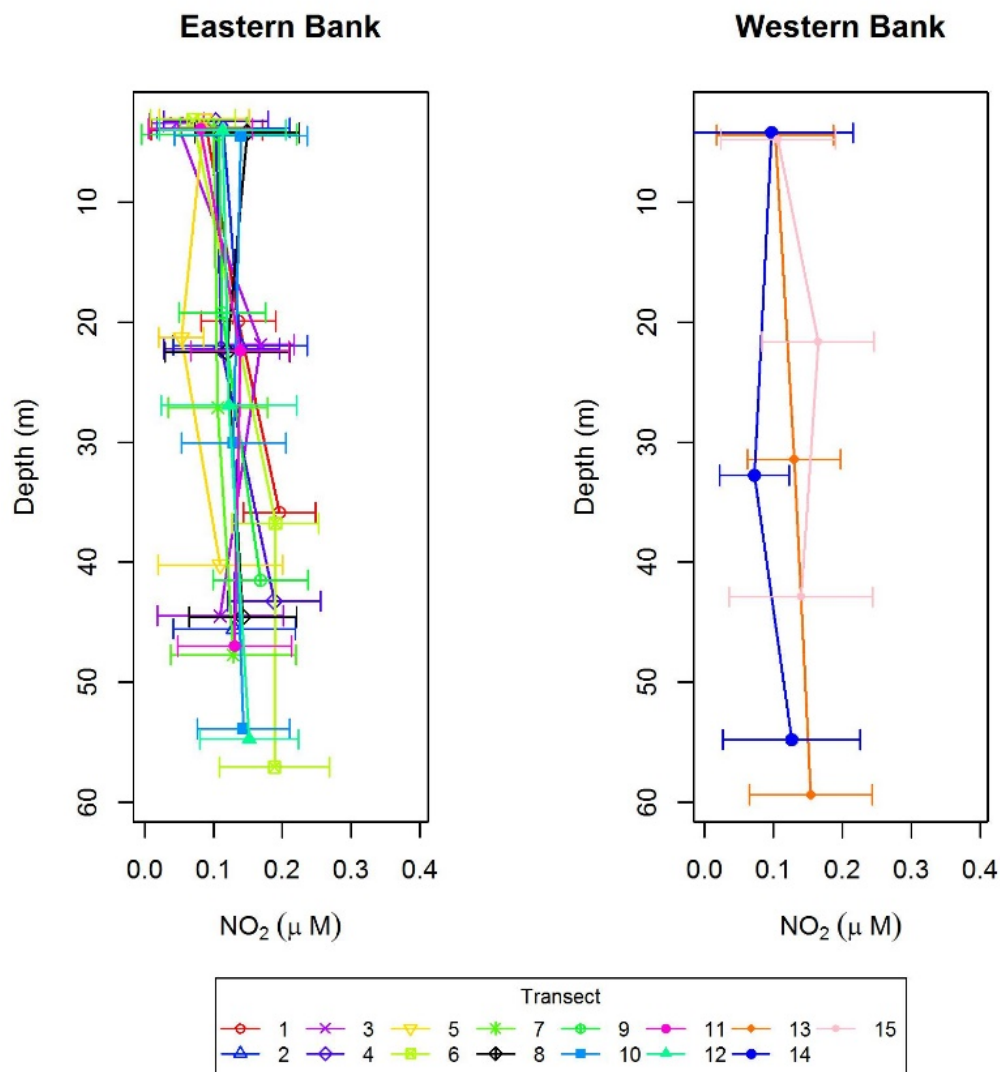 Eastern Bank
Western Bank
Depth (m)
10
20
30
40
50
60
0.0 0.1 0.2 0.3 0.4
NO₂ (μ M)
Depth (m)
10
20
30
40
50
60
0.0 0.1 0.2 0.3 0.4
NO₂ (μ M)
Transect
1 3 5 7 9 11 13 15
2 4 6 8 10 12 14